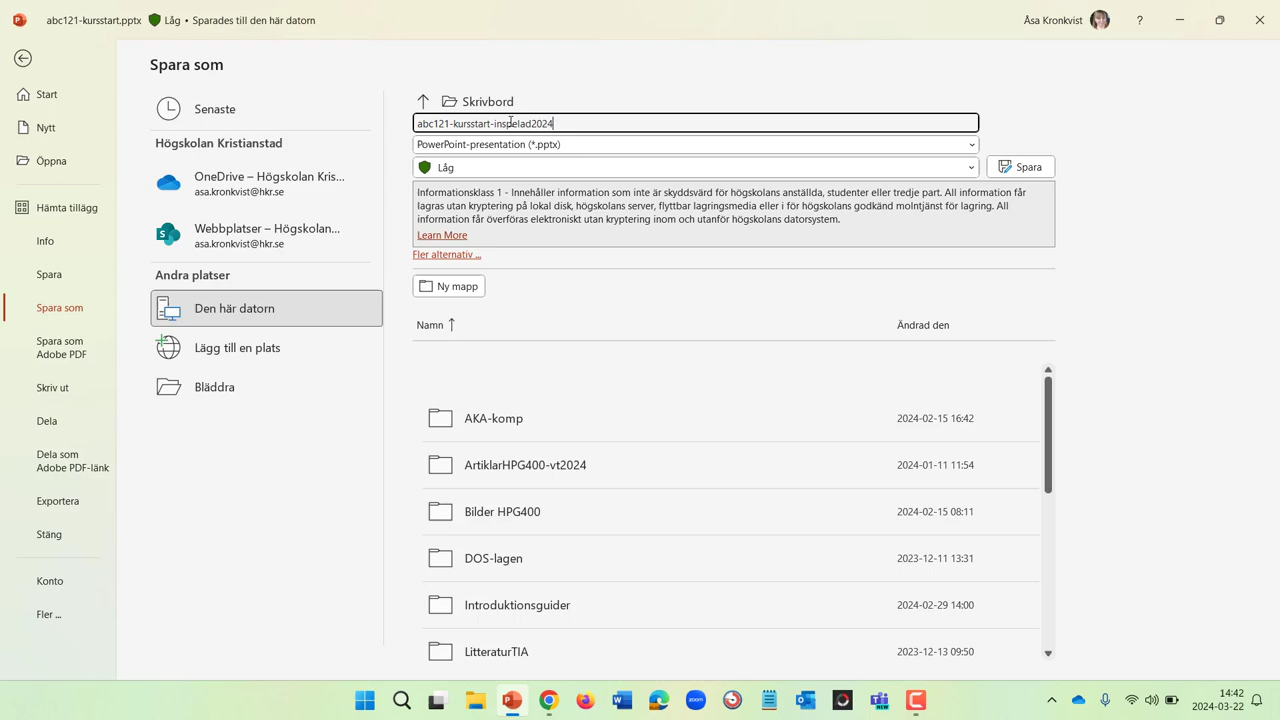 abc121-kursstart.pptx Låg • Sparades till den här datorn
Åsa Kronkvist ?
Start
Nytt
Öppna
Hämta tillägg
Info
Spara
Spara som
Spara som
Adobe PDF
Skriv ut
Dela
Dela som
Adobe PDF-länk
Exportera
Stäng
Konto
Fler ...
Spara som
Senaste
Högskolan Kristianstad
OneDrive – Högskolan Kris...
asa.kronkvist@hkr.se
Webbplatser – Högskolan...
asa.kronkvist@hkr.se
Andra platser
Den här datorn
Lägg till en plats
Bläddra
Skrivbord
abc121-kursstart-inspelad2024
PowerPoint-presentation (*.pptx)
Låg
Spara
Informationsklass 1 - Innehåller information som inte är skyddsvärd för högskolans anställda, studenter eller tredje part. All information får
lagras utan kryptering på lokal disk, högskolans server, flyttbar lagringsmedia eller i för högskolans godkänd molntjänst för lagring. All
information får överföras elektroniskt utan kryptering inom och utanför högskolans datorsystem.
Learn More
Fler alternativ ...
Ny mapp
Namn Ändrad den
AKA-komp 2024-02-15 16:42
ArtiklarHPG400-vt2024 2024-01-11 11:54
Bilder HPG400 2024-02-15 08:11
DOS-lagen 2023-12-11 13:31
Introduktionsguider 2024-02-29 14:00
LitteraturTIA 2023-12-13 09:50
14:42
2024-03-22